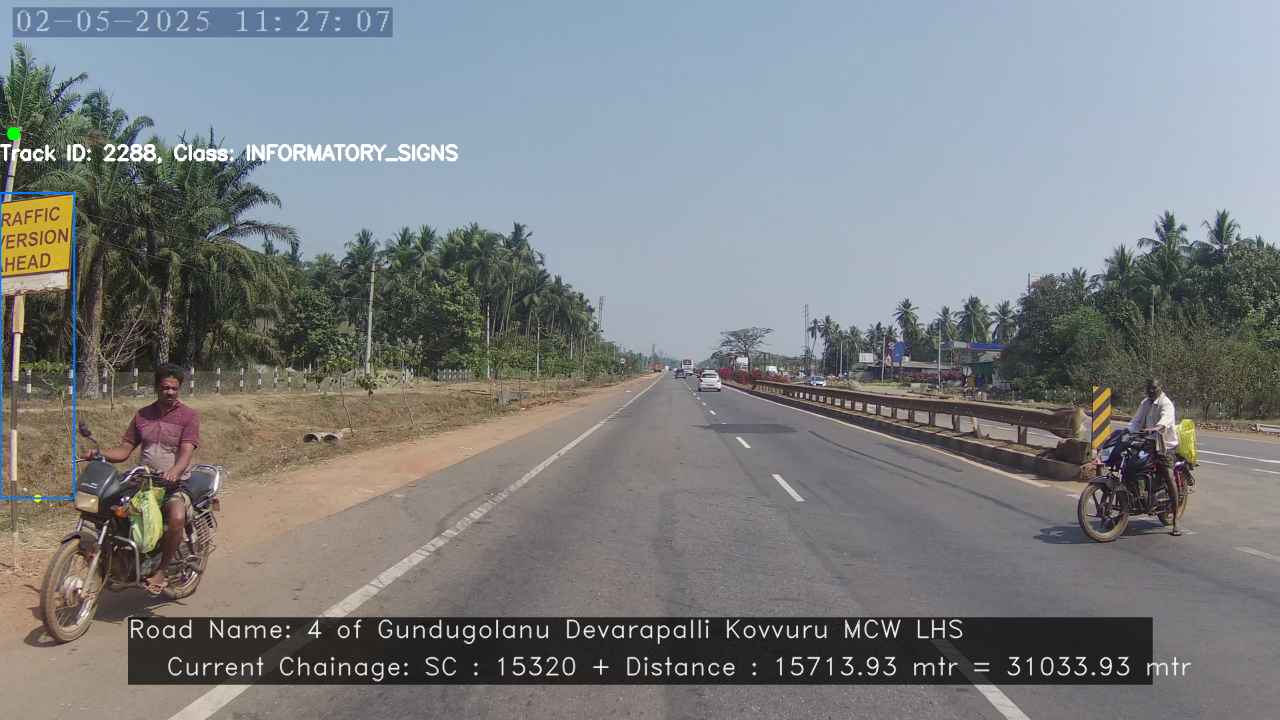 02-05-2025 11:27:07
Track ID: 2288, Class: INFORMATORY_SIGNS
RAFFIC
VERSION
AHEAD
Road Name: 4 of Gundugolanu Devarapalli Kovvuru MCW LHS
Current Chainage: SC : 15320 + Distance : 15713.93 mtr = 31033.93 mtr